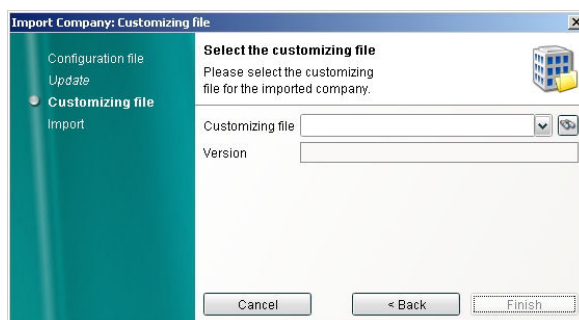 Import Company: Customizing file
Configuration file
Update
Customizing file
Import
Select the customizing file
Please select the customizing
file for the imported company.
Customizing file
Version
Cancel
< Back
Finish